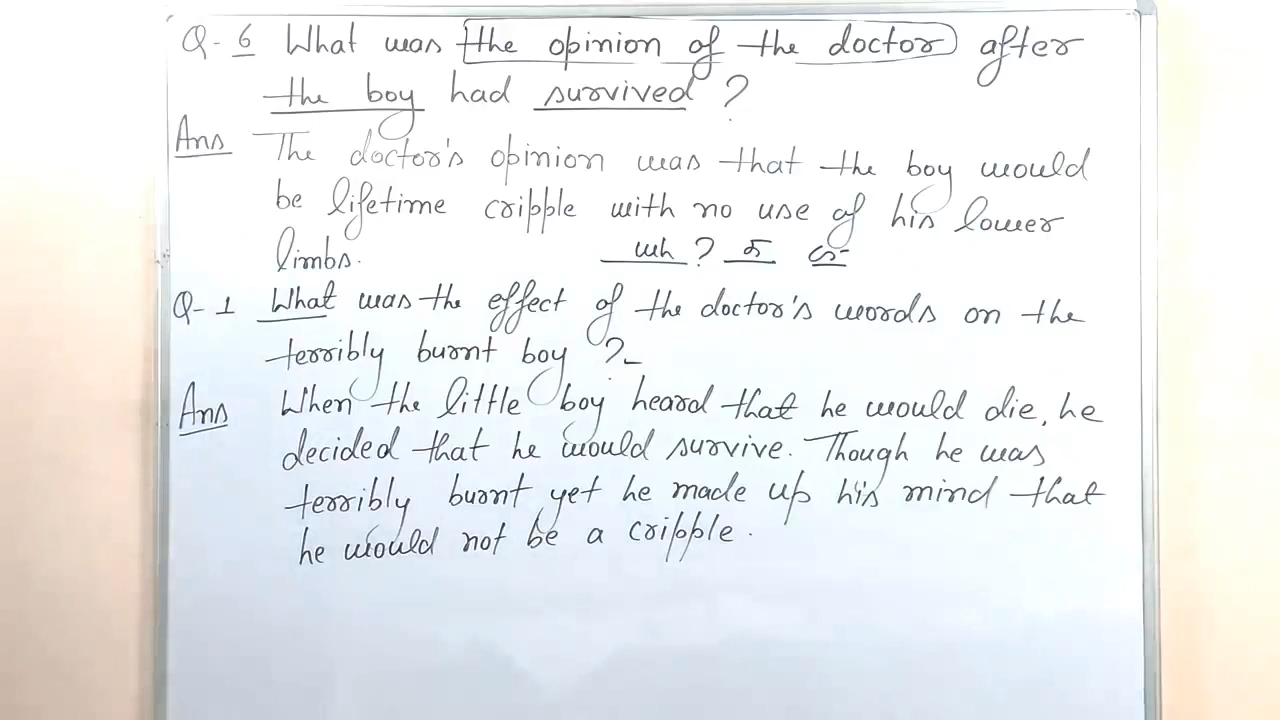 Q-6 What was the opinion of the doctor after
the boy had survived ?
Ans The doctor's opinion was that the boy would
be lifetime cripple with no use of his lower
limbs. wh ?
Q-1 What was the effect of the doctor's words on the
terribly burnt boy ?
Ans When the little boy heard that he would die, he
decided that he would survive. Though he was
terribly burnt yet he made up his mind that
he would not be a cripple.